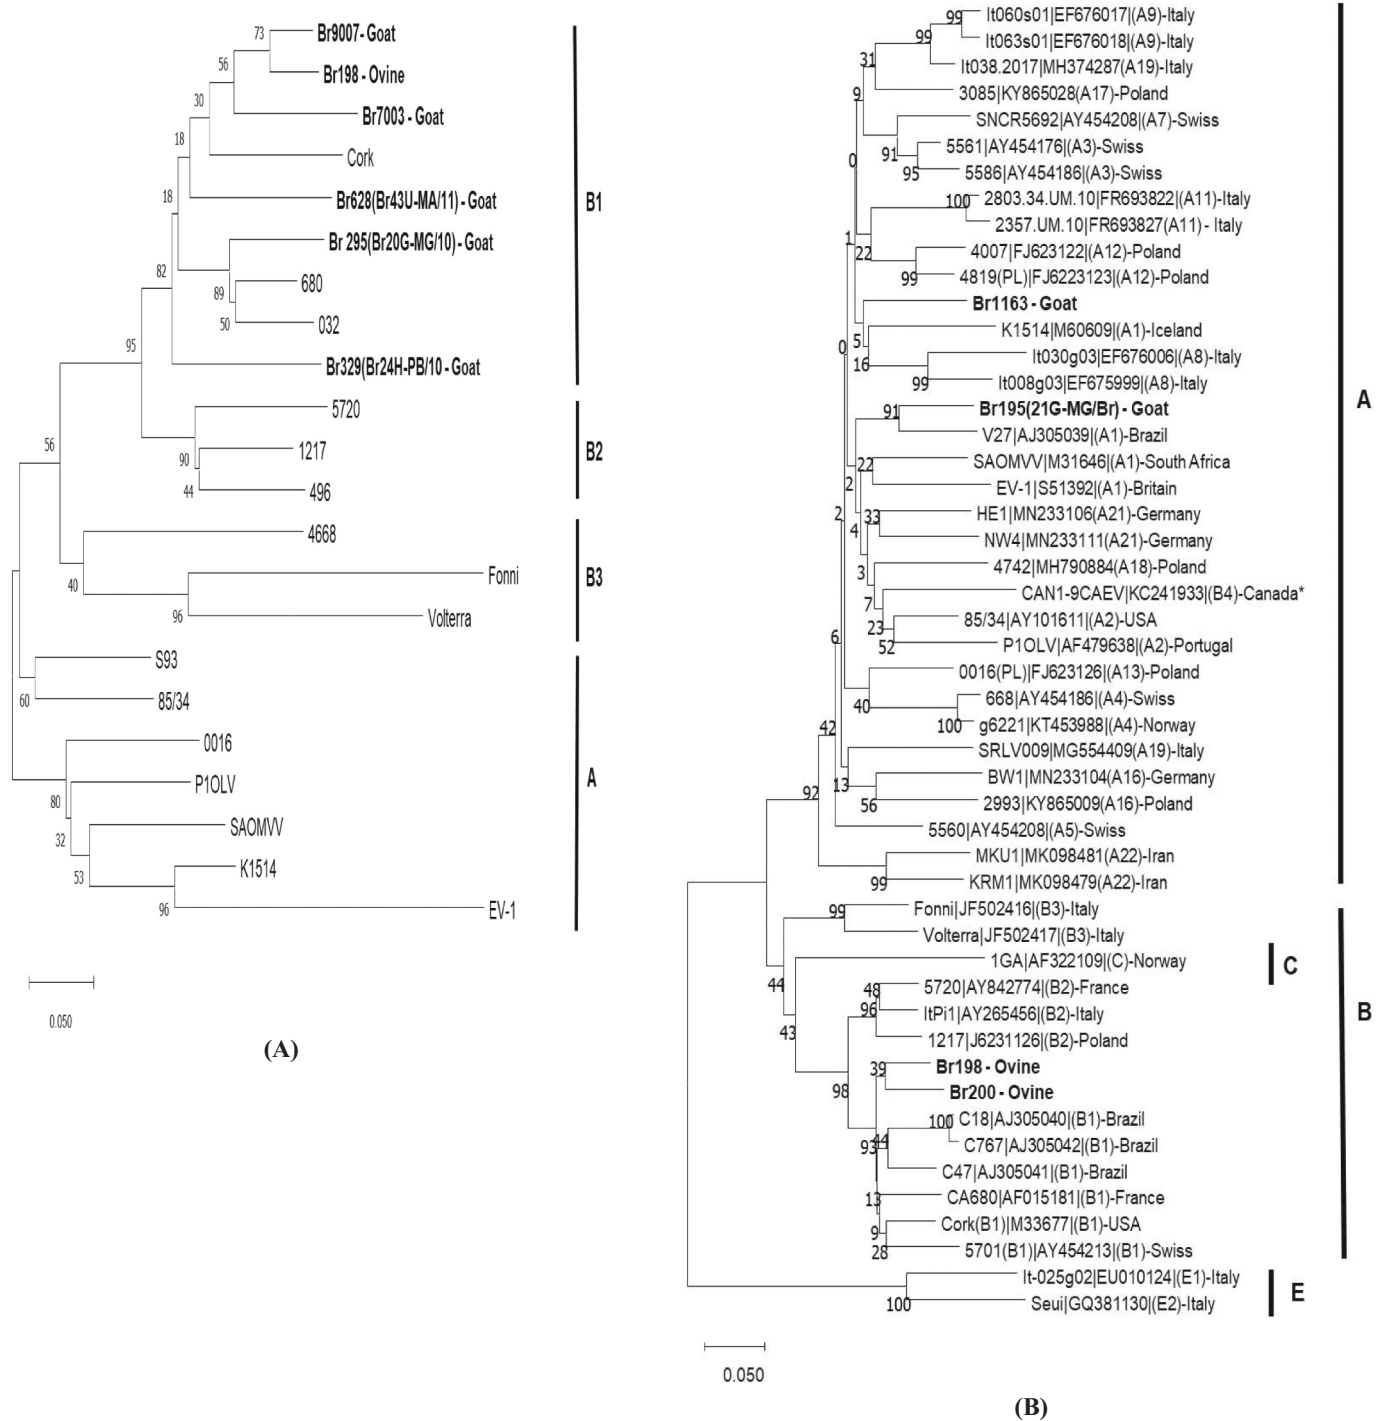 73
Br9007- Goat
56
Br198 - Ovine
30
Br7003 - Goat
18
Cork
18
Br628(Br43U-MA/11) - Goat
B1
Br 295(Br20G-MG/10) - Goat
82
680
89
032
50
95
Br329(Br24H-PB/10 - Goat
5720
56
1217
B2
90
496
44
4668
Fonni
B3
40
Volterra
96
S93
60
85/34
0016
P1OLV
A
80
SAOMVV
32
K1514
53
EV-1
96
0.050
(A)
99
It060s01|EF676017|(A9)-Italy
99
It063s01|EF676018|(A9)-Italy
31
It038.2017|MH374287(A19)-Italy
9
3085|KY865028(A17)-Poland
SNCR5692|AY454208|(A7)-Swiss
91
5561|AY454176|(A3)-Swiss
0
95
5586|AY454186|(A3)-Swiss
100
2803.34.UM.10|FR693822|(A11)-Italy
2357.UM.10|FR693827(A11) - Italy
1
22
4007|FJ623122|(A12)-Poland
99
4819(PL)|FJ6223123|(A12)-Poland
Br1163 - Goat
5
K1514|M60609|(A1)-Iceland
0
16
It030g03|EF676006|(A8)-Italy
99
It008g03|EF675999|(A8)-Italy
A
91
Br195(21G-MG/Br) - Goat
V27|AJ305039|(A1)-Brazil
22
SAOMVV|M31646|(A1)-South Africa
2
EV-1|S51392|(A1)-Britain
2
33
HE1|MN233106(A21)-Germany
4
NW4|MN233111(A21)-Germany
3
4742|MH790884(A18)-Poland
7
CAN1-9CAEV|KC241933|(B4)-Canada*
23
85/34|AY101611|(A2)-USA
6
52
P1OLV|AF479638|(A2)-Portugal
0016(PL)|FJ623126|(A13)-Poland
40
668|AY454186|(A4)-Swiss
100
g6221|KT453988|(A4)-Norway
42
SRLV009|MG554409(A19)-Italy
13
BW1|MN233104(A16)-Germany
92
56
2993|KY865009(A16)-Poland
5560|AY454208|(A5)-Swiss
MKU1|MK098481(A22)-Iran
99
KRM1|MK098479(A22)-Iran
99
Fonni|JF502416|(B3)-Italy
Volterra|JF502417|(B3)-Italy
1GA|AF322109|(C)-Norway
C
44
48
5720|AY842774|(B2)-France
96
ItPi1|AY265456|(B2)-Italy
B
43
1217|J6231126|(B2)-Poland
39
Br198 - Ovine
98
Br200 - Ovine
100
C18|AJ305040|(B1)-Brazil
93
44
C767|AJ305042|(B1)-Brazil
C47|AJ305041|(B1)-Brazil
13
CA680|AF015181|(B1)-France
9
Cork(B1)|M33677|(B1)-USA
28
5701(B1)|AY454213|(B1)-Swiss
It-025g02|EU010124|(E1)-Italy
E
100
Seui|GQ381130|(E2)-Italy
0.050
(B)